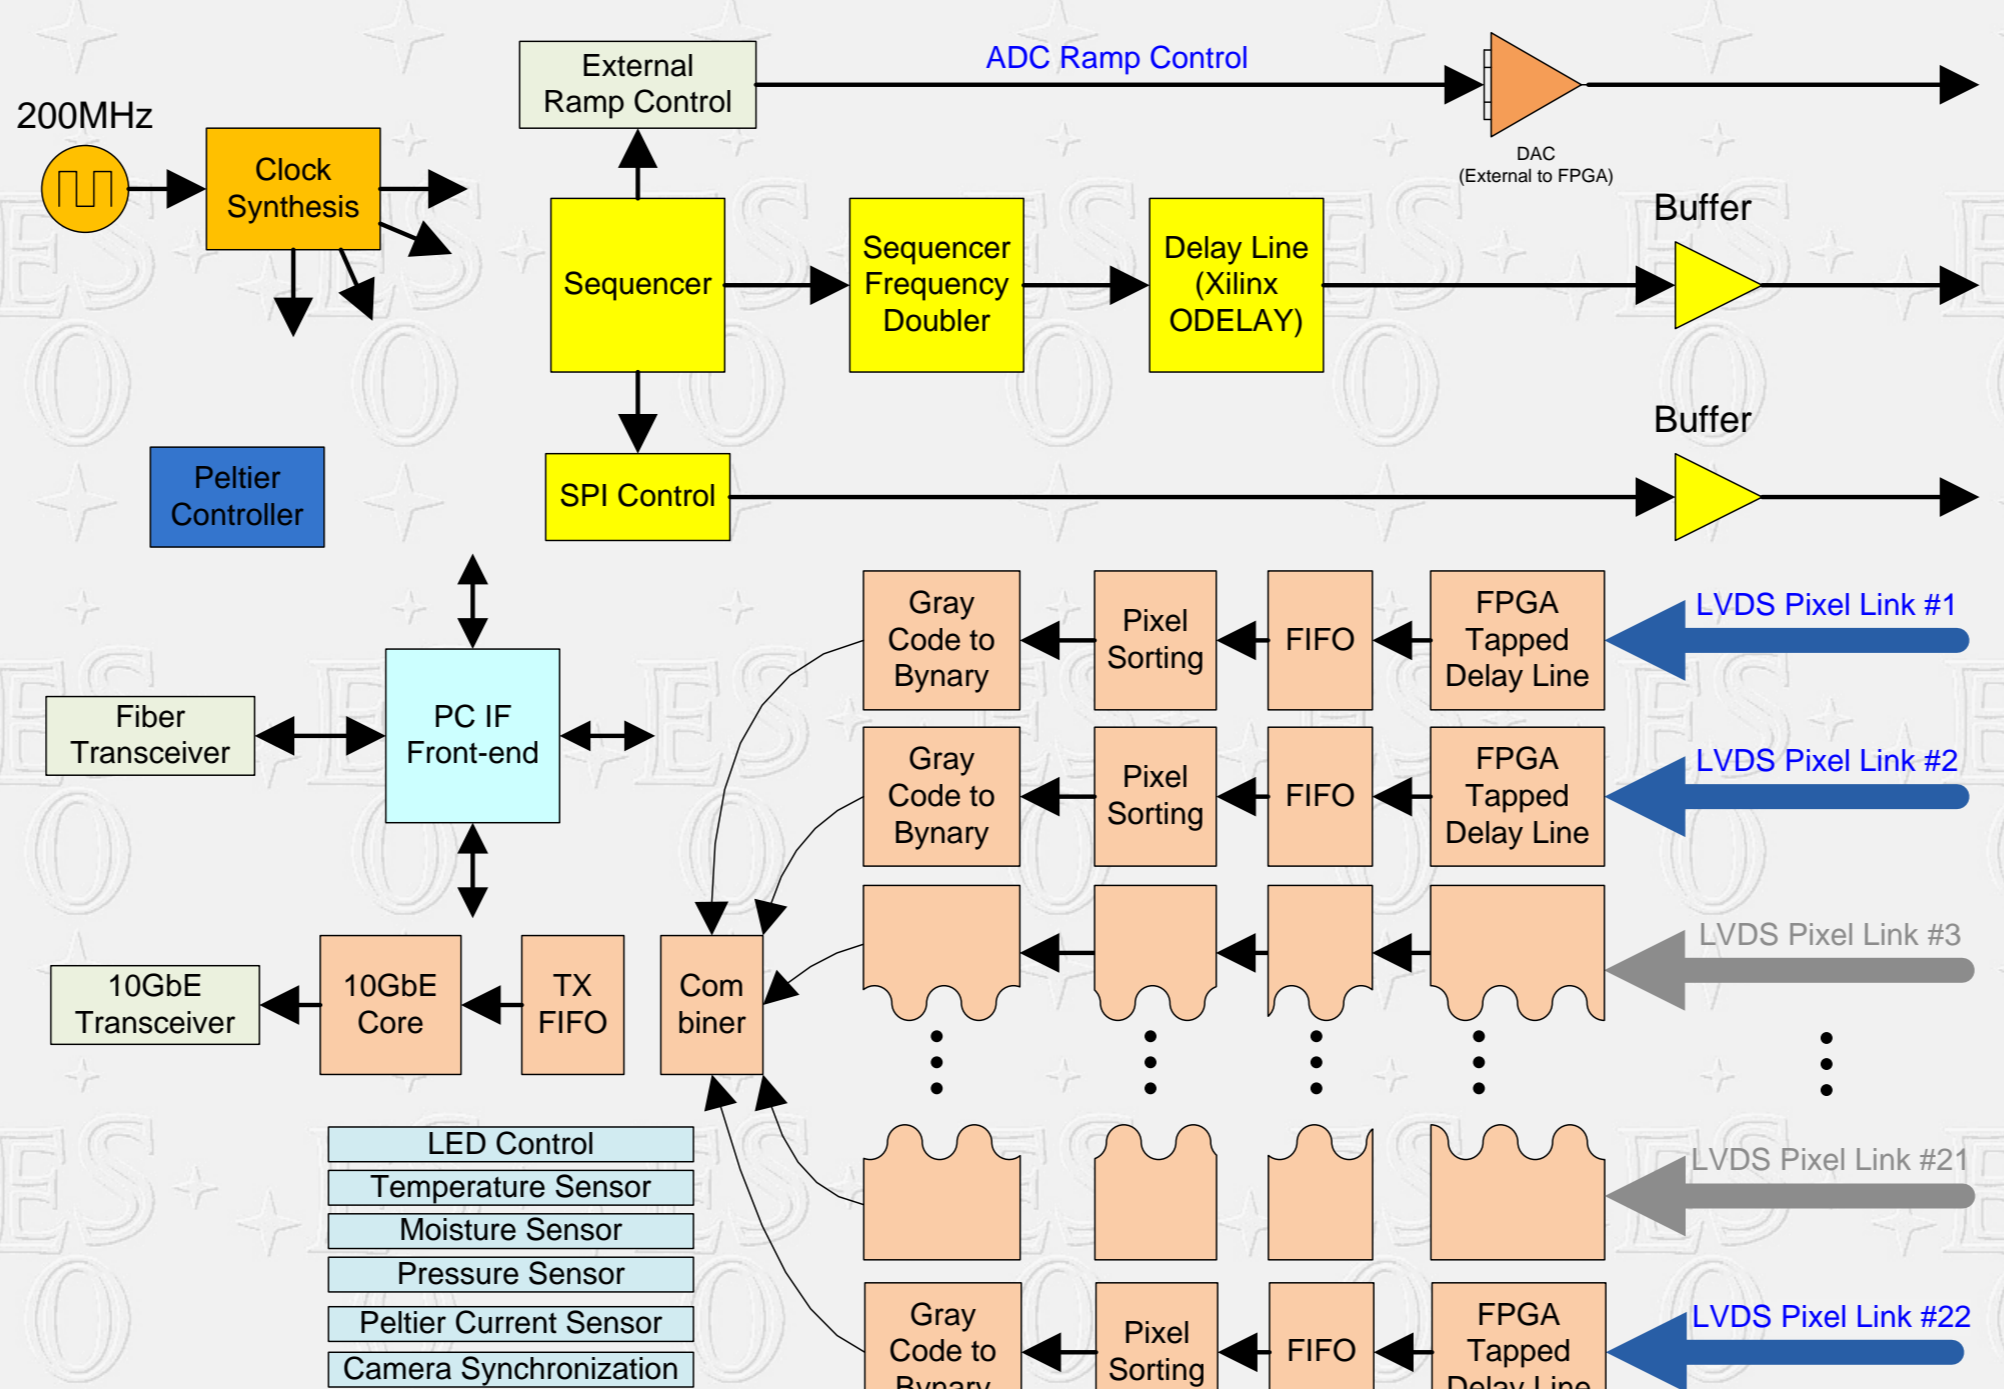 External
Ramp Control
ADC Ramp Control
200MHz
Clock
Synthesis
DAC
(External to FPGA)
Sequencer
Sequencer
Frequency
Doubler
Delay Line
(Xilinx
ODELAY)
Buffer
Buffer
Peltier
Controller
SPI Control
Gray
Code to
Bynary
Pixel
Sorting
FIFO
FPGA
Tapped
Delay Line
LVDS Pixel Link #1
Fiber
Transceiver
PC IF
Front-end
Gray
Code to
Bynary
Pixel
Sorting
FIFO
FPGA
Tapped
Delay Line
LVDS Pixel Link #2
LVDS Pixel Link #3
10GbE
Transceiver
10GbE
Core
TX
FIFO
Com
biner
LED Control
Temperature Sensor
Moisture Sensor
Pressure Sensor
Peltier Current Sensor
Camera Synchronization
LVDS Pixel Link #21
Gray
Code to
Bynary
Pixel
Sorting
FIFO
FPGA
Tapped
Delay Line
LVDS Pixel Link #22